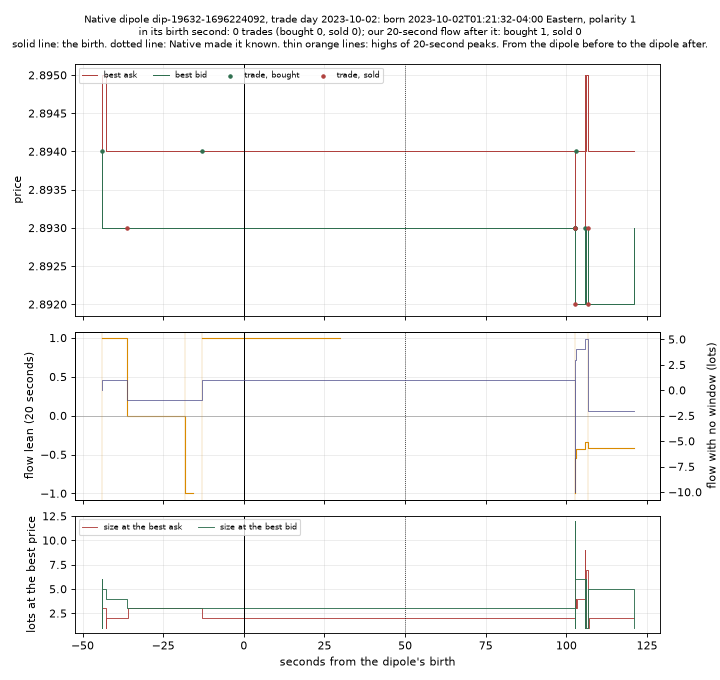 Native dipole dip-19632-1696224092, trade day 2023-10-02: born 2023-10-02T01:21:32-04:00 Eastern, polarity 1
in its birth second: 0 trades (bought 0, sold 0); our 20-second flow after it: bought 1, sold 0
solid line: the birth. dotted line: Native made it known. thin orange lines: highs of 20-second peaks. From the dipole before to the dipole after.
best ask
best bid
trade, bought
trade, sold
2.8950
2.8945
2.8940
2.8935
2.8930
2.8925
2.8920
price
1.0
0.5
0.0
−0.5
−1.0
flow lean (20 seconds)
5.0
2.5
0.0
−2.5
−5.0
−7.5
−10.0
flow with no window (lots)
size at the best ask
size at the best bid
12.5
10.0
7.5
5.0
2.5
lots at the best price
−50
−25
0
25
50
75
100
125
seconds from the dipole's birth